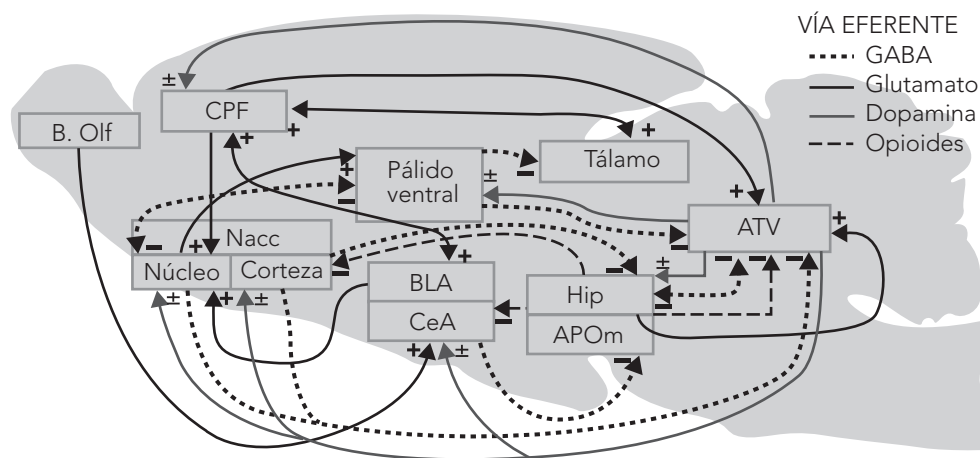 VÍA EFERENTE
GABA
Glutamato
Dopamina
Opioides
±
CPF
+
+
B. Olf
+
Tálamo
−
Pálido
ventral
+
−
±
ATV
+
+
−
−
−
−
Nacc
−
+
Núcleo
Corteza
−
±
+
±
BLA
+
CeA
+
±
−
Hip
−
±
−
APOm
−